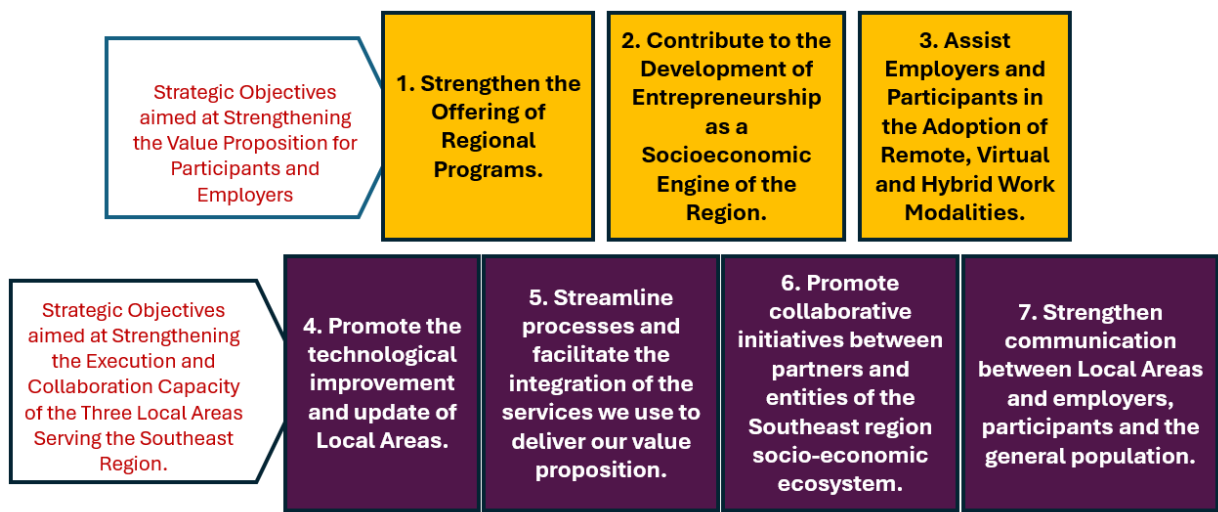 Strategic Objectives
aimed at Strengthening
the Value Proposition for
Participants and
Employers
1. Strengthen the
Offering of
Regional
Programs.
2. Contribute to the
Development of
Entrepreneurship
as a
Socioeconomic
Engine of the
Region.
3. Assist
Employers and
Participants in
the Adoption of
Remote, Virtual
and Hybrid Work
Modalities.
Strategic Objectives
aimed at Strengthening
the Execution and
Collaboration Capacity
of the Three Local Areas
Serving the Southeast
Region.
4. Promote the
technological
improvement
and update of
Local Areas.
5. Streamline
processes and
facilitate the
integration of the
services we use to
deliver our value
proposition.
6. Promote
collaborative
initiatives between
partners and
entities of the
Southeast region
socio-economic
ecosystem.
7. Strengthen
communication
between Local Areas
and employers,
participants and the
general population.